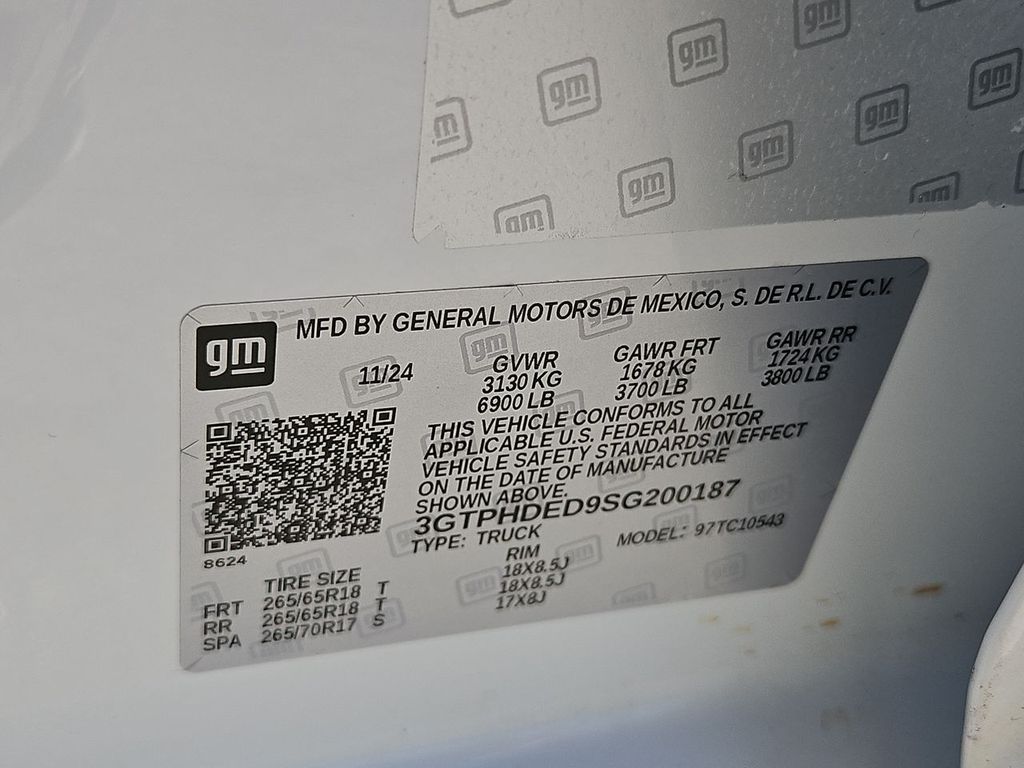 gm
gm
gm
gm
gm
gm
gm
gm
gm
gm
gm MFD BY GENERAL MOTORS DE MEXICO, S. DE R.L. DE C.V.
11/24 GVWR GAWR FRT GAWR RR
3130 KG 1678 KG 1724 KG
6900 LB 3700 LB 3800 LB
THIS VEHICLE CONFORMS TO ALL
APPLICABLE U.S. FEDERAL MOTOR
VEHICLE SAFETY STANDARDS IN EFFECT
ON THE DATE OF MANUFACTURE
SHOWN ABOVE.
3GTPHDED9SG200187
TYPE: TRUCK MODEL: 97TC10543
8624
TIRE SIZE RIM
FRT 265/65R18 T 18X8.5J
RR 265/65R18 T 18X8.5J
SPA 265/70R17 S 17X8J